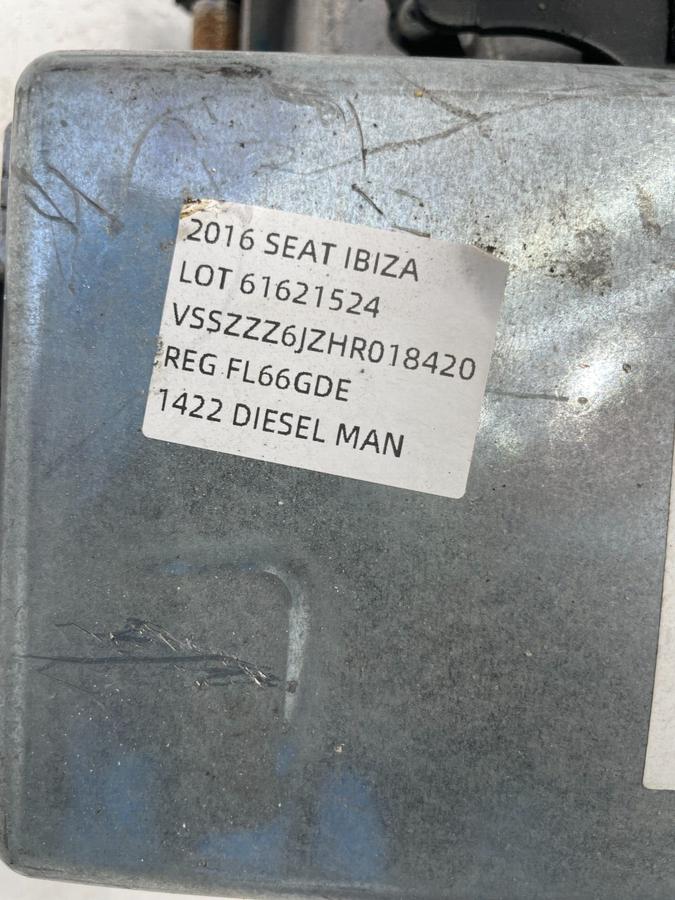 2016 SEAT IBIZA
LOT 61621524
VSSZZZ6JZHR018420
REG FL66GDE
1422 DIESEL MAN